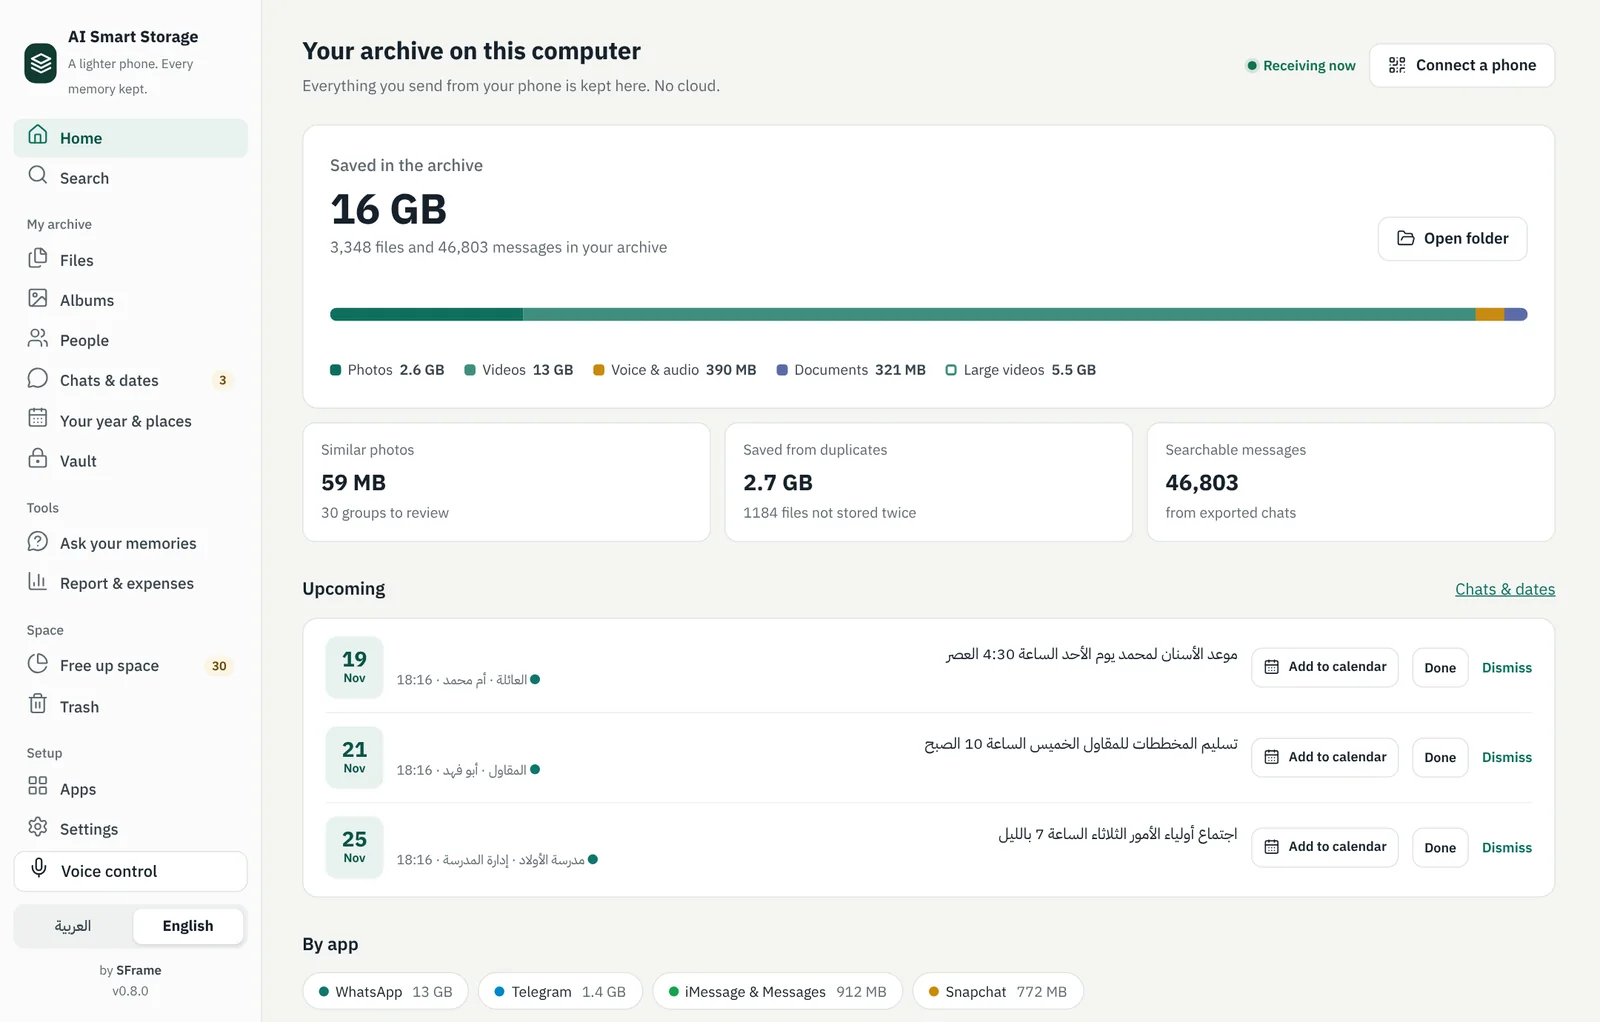 AI Smart Storage
A lighter phone. Every
memory kept.
Home
Search
My archive
Files
Albums
People
Chats & dates 3
Your year & places
Vault
Tools
Ask your memories
Report & expenses
Space
Free up space 30
Trash
Setup
Apps
Settings
Voice control
العربية English
by SFrame
v0.8.0
Your archive on this computer
Everything you send from your phone is kept here. No cloud.
Receiving now
Connect a phone
Saved in the archive
16 GB
3,348 files and 46,803 messages in your archive
Open folder
Photos 2.6 GB Videos 13 GB Voice & audio 390 MB Documents 321 MB Large videos 5.5 GB
Similar photos
59 MB
30 groups to review
Saved from duplicates
2.7 GB
1184 files not stored twice
Searchable messages
46,803
from exported chats
Upcoming
Chats & dates
19
Nov
موعد الأسنان لمحمد يوم الأحد الساعة 4:30 العصر
العائلة · أم محمد · 18:16
Add to calendar Done Dismiss
21
Nov
تسليم المخططات للمقاول الخميس الساعة 10 الصبح
المقاول · أبو فهد · 18:16
Add to calendar Done Dismiss
25
Nov
اجتماع أولياء الأمور الثلاثاء الساعة 7 بالليل
مدرسة الأولاد · إدارة المدرسة · 18:16
Add to calendar Done Dismiss
By app
WhatsApp 13 GB Telegram 1.4 GB iMessage & Messages 912 MB Snapchat 772 MB